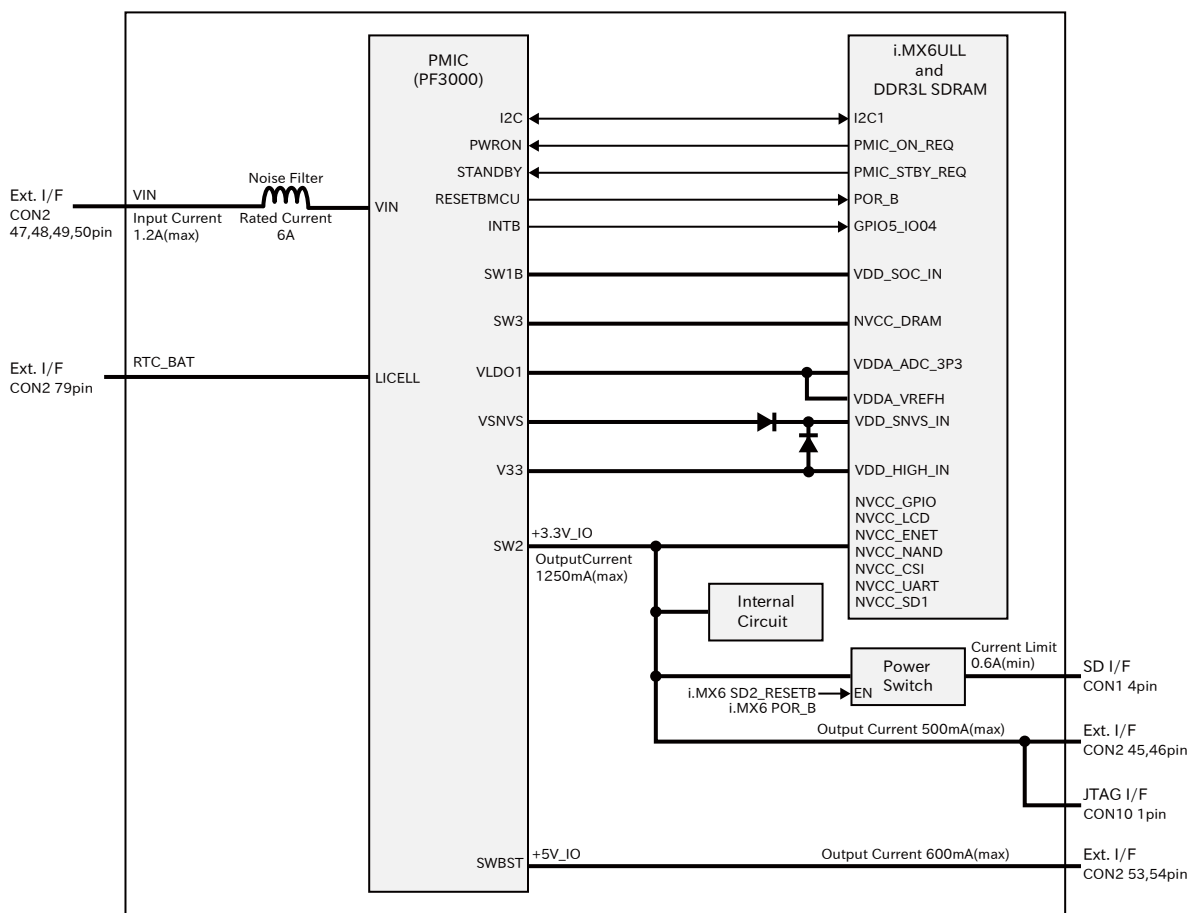 PMIC
(PF3000)
i.MX6ULL
and
DDR3L SDRAM
I2C
I2C1
PWRON
PMIC_ON_REQ
STANDBY
PMIC_STBY_REQ
RESETBMCU
POR_B
INTB
GPIO5_IO04
Ext. I/F
CON2
47,48,49,50pin
VIN
Input Current
1.2A(max)
Noise Filter
Rated Current
6A
VIN
SW1B
VDD_SOC_IN
SW3
NVCC_DRAM
Ext. I/F
CON2 79pin
RTC_BAT
LICELL
VLDO1
VDDA_ADC_3P3
VDDA_VREFH
VSNVS
VDD_SNVS_IN
V33
VDD_HIGH_IN
SW2
+3.3V_IO
OutputCurrent
1250mA(max)
NVCC_GPIO
NVCC_LCD
NVCC_ENET
NVCC_NAND
NVCC_CSI
NVCC_UART
NVCC_SD1
Internal
Circuit
Power
Switch
EN
i.MX6 SD2_RESETB
i.MX6 POR_B
Current Limit
0.6A(min)
SD I/F
CON1 4pin
Output Current 500mA(max)
Ext. I/F
CON2 45,46pin
JTAG I/F
CON10 1pin
SWBST
+5V_IO
Output Current 600mA(max)
Ext. I/F
CON2 53,54pin